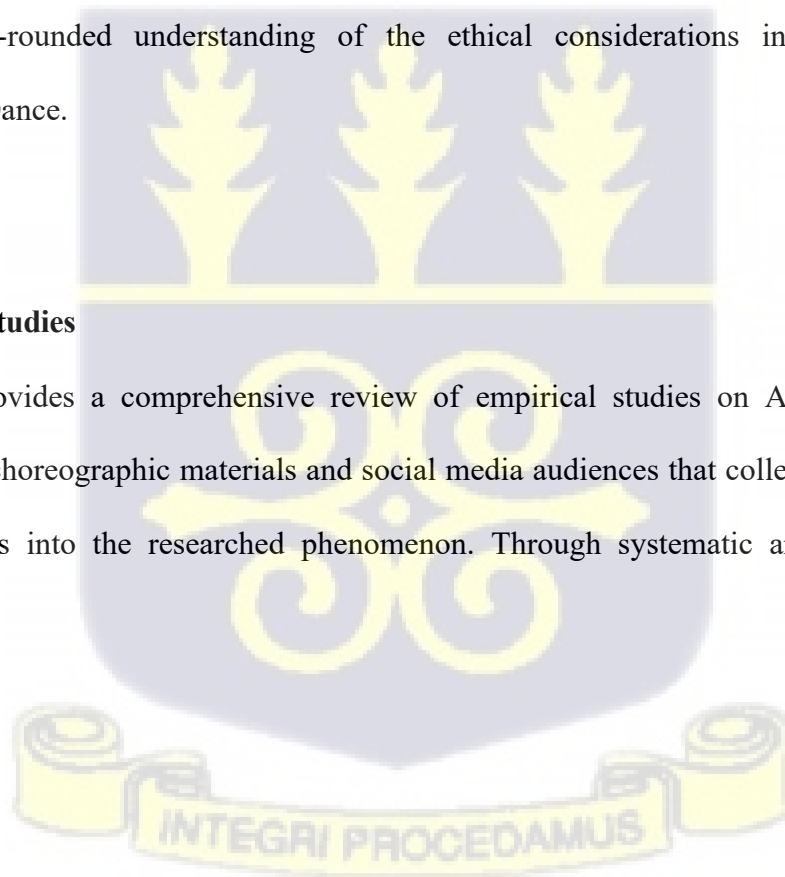 -rounded understanding of the ethical considerations in
ance.
tudies
ovides a comprehensive review of empirical studies on A
choreographic materials and social media audiences that colle
s into the researched phenomenon. Through systematic a
INTEGRI PROCEDAMUS